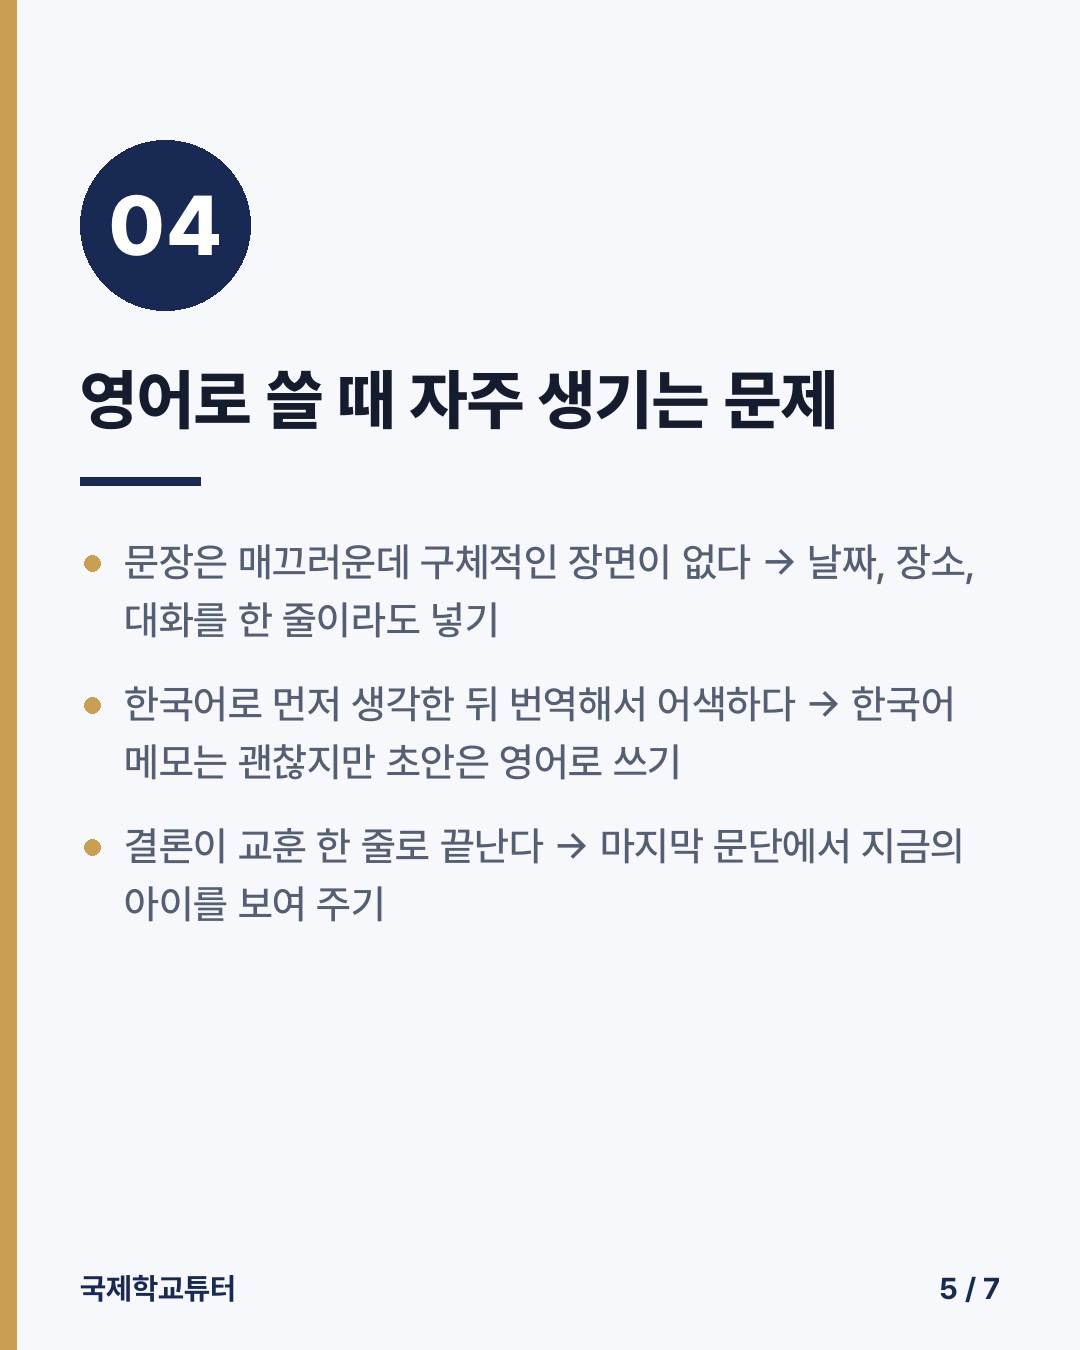 04
영어로 쓸 때 자주 생기는 문제
문장은 매끄러운데 구체적인 장면이 없다 → 날짜, 장소,
대화를 한 줄이라도 넣기
한국어로 먼저 생각한 뒤 번역해서 어색하다 → 한국어
메모는 괜찮지만 초안은 영어로 쓰기
결론이 교훈 한 줄로 끝난다 → 마지막 문단에서 지금의
아이를 보여 주기
국제학교튜터
5 / 7